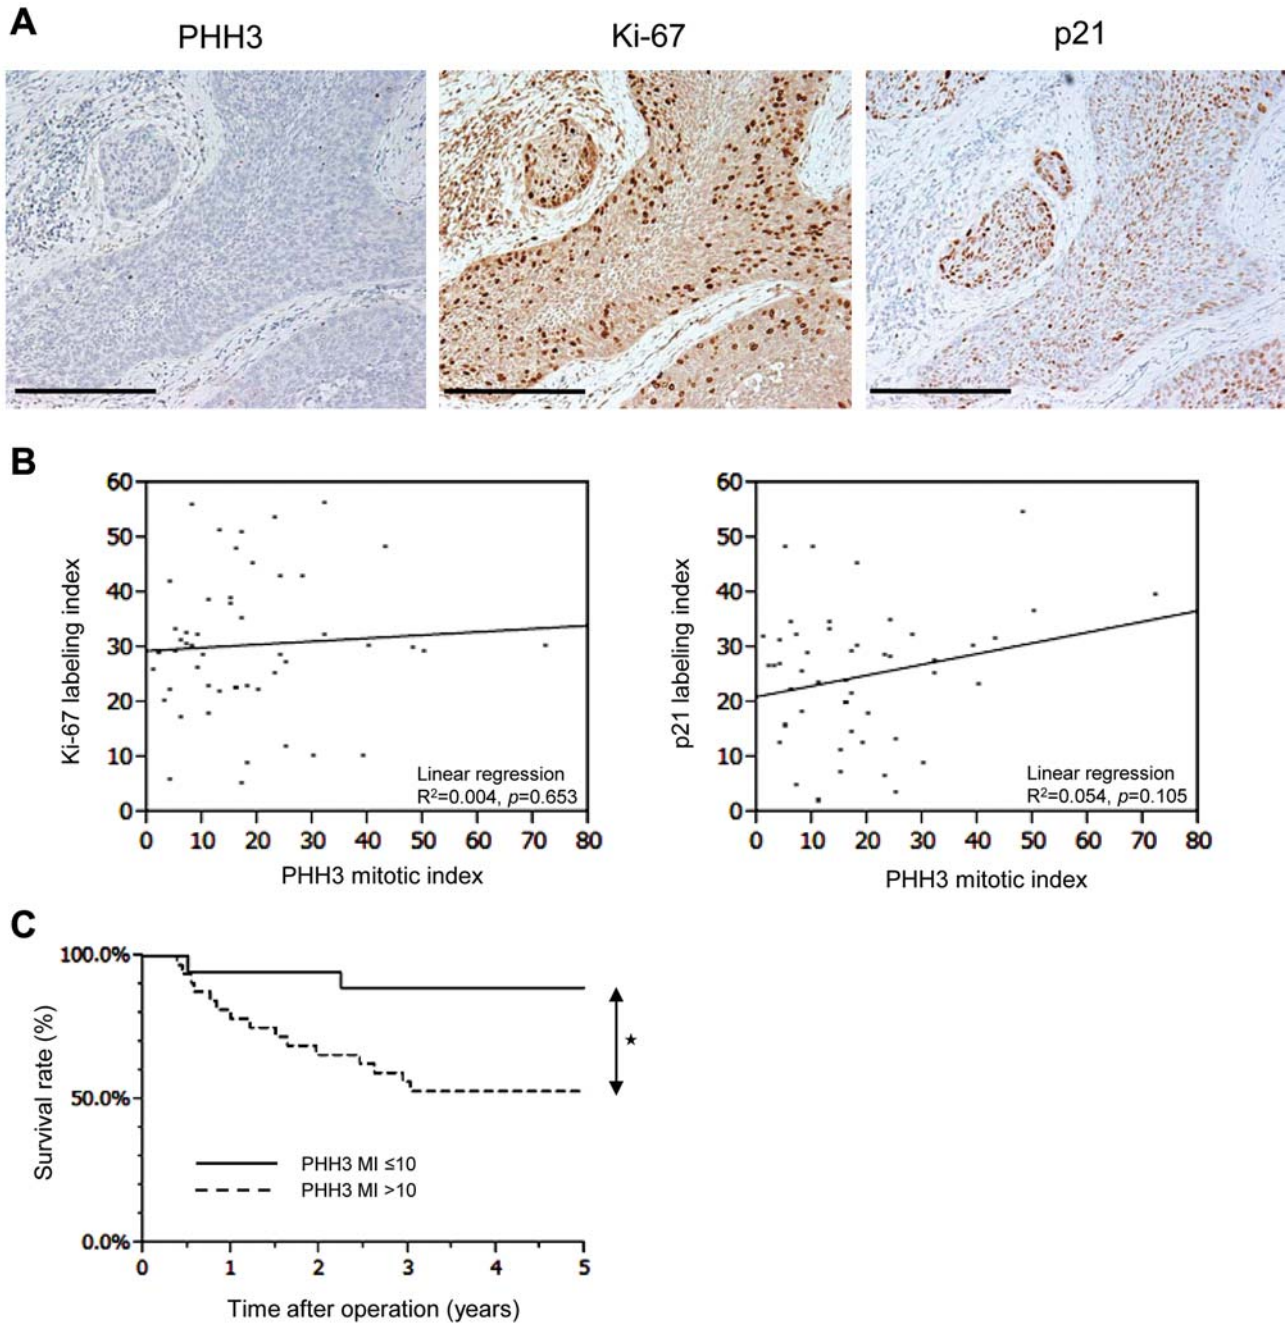 A
PHH3 Ki-67 p21
B
60
50
40
30
20
10
0
Ki-67 labeling index
Linear regression
R²=0.004, p=0.653
0 10 20 30 40 50 60 70 80
PHH3 mitotic index
60
50
40
30
20
10
0
p21 labeling index
Linear regression
R²=0.054, p=0.105
0 10 20 30 40 50 60 70 80
PHH3 mitotic index
C
100.0%
50.0%
0.0%
Survival rate (%)
★
PHH3 MI ≤10
PHH3 MI >10
0 1 2 3 4 5
Time after operation (years)